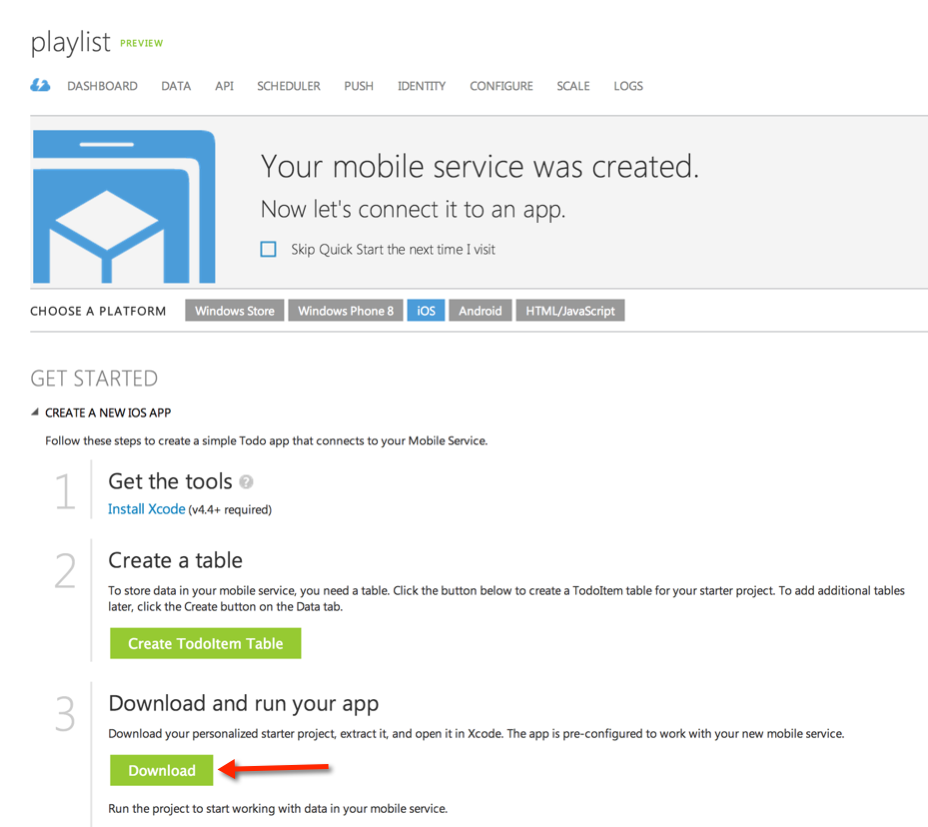 playlist PREVIEW
DASHBOARD DATA API SCHEDULER PUSH IDENTITY CONFIGURE SCALE LOGS
Your mobile service was created.
Now let's connect it to an app.
Skip Quick Start the next time I visit
CHOOSE A PLATFORM Windows Store Windows Phone 8 iOS Android HTML/JavaScript
GET STARTED
CREATE A NEW IOS APP
Follow these steps to create a simple Todo app that connects to your Mobile Service.
1 Get the tools ?
Install Xcode (v4.4+ required)
2 Create a table
To store data in your mobile service, you need a table. Click the button below to create a TodoItem table for your starter project. To add additional tables
later, click the Create button on the Data tab.
Create TodoItem Table
3 Download and run your app
Download your personalized starter project, extract it, and open it in Xcode. The app is pre-configured to work with your new mobile service.
Download
Run the project to start working with data in your mobile service.